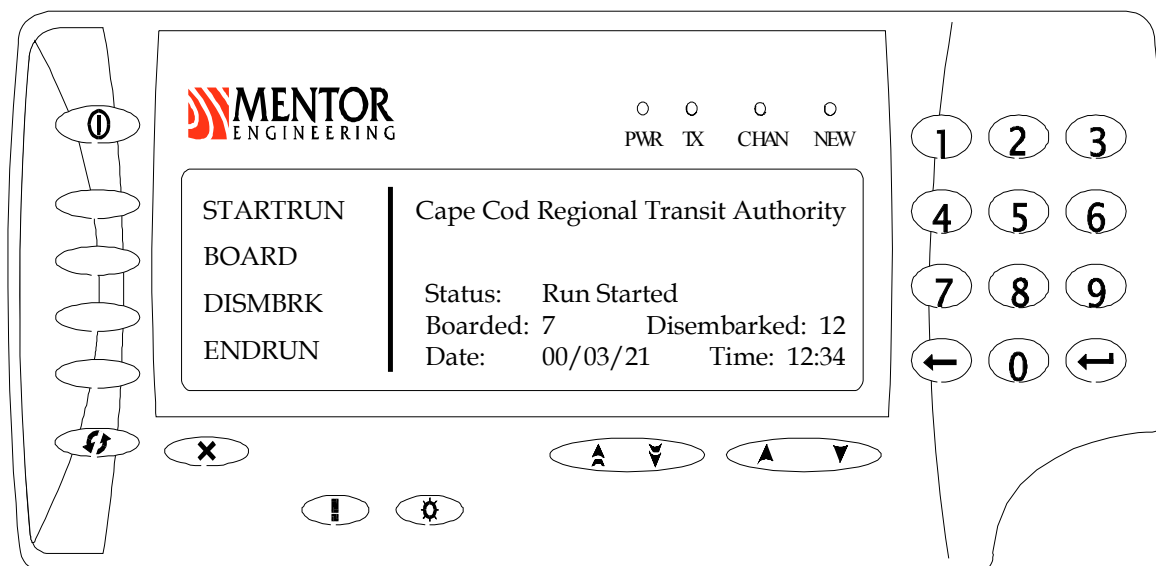 MENTOR
ENGINEERING
PWR TX CHAN NEW
STARTRUN
BOARD
DISMBRK
ENDRUN
Cape Cod Regional Transit Authority
Status: Run Started
Boarded: 7 Disembarked: 12
Date: 00/03/21 Time: 12:34
1 2 3
4 5 6
7 8 9
0
!